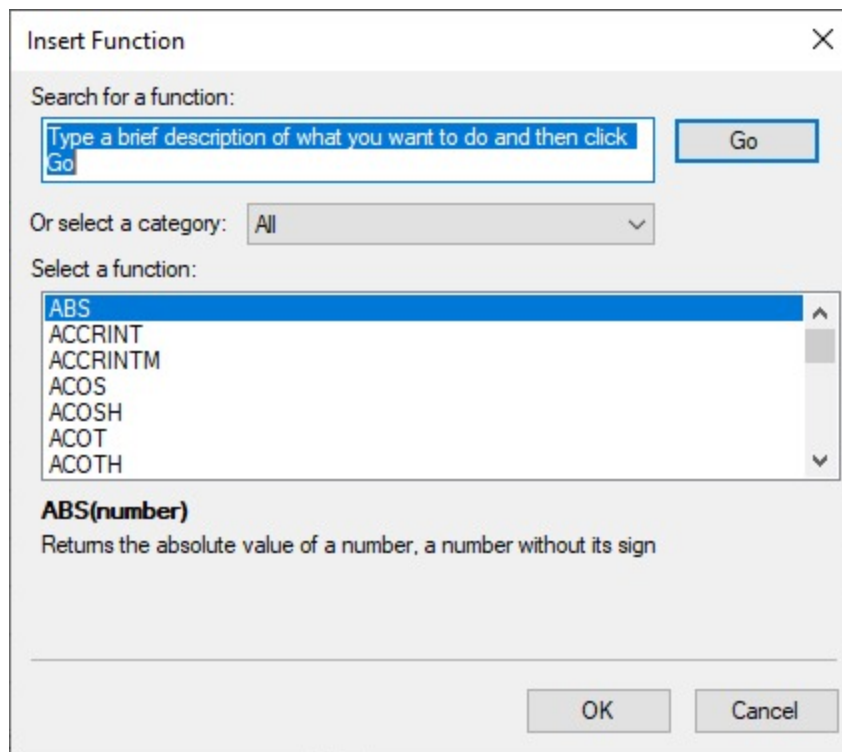 Insert Function
Search for a function:
Type a brief description of what you want to do and then click
Go
Go
Or select a category:
All
Select a function:
ABS
ACCRINT
ACCRINTM
ACOS
ACOSH
ACOT
ACOTH
ABS(number)
Returns the absolute value of a number, a number without its sign
OK
Cancel